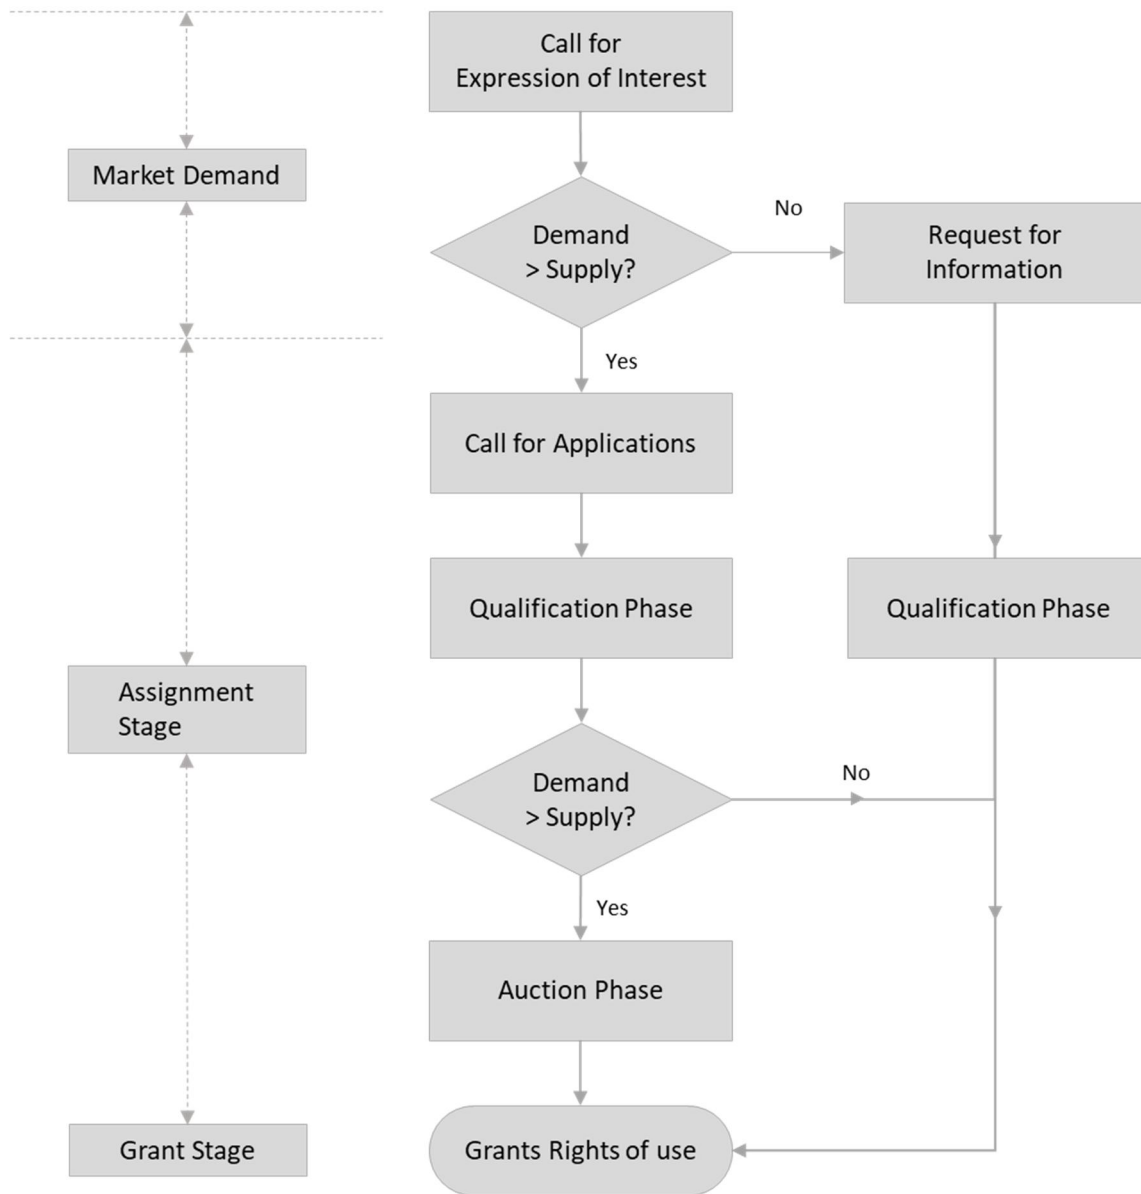 Call for
Expression of Interest
Market Demand
Demand
> Supply?
No
Request for
Information
Yes
Call for Applications
Qualification Phase
Qualification Phase
Assignment
Stage
Demand
> Supply?
No
Yes
Auction Phase
Grant Stage
Grants Rights of use